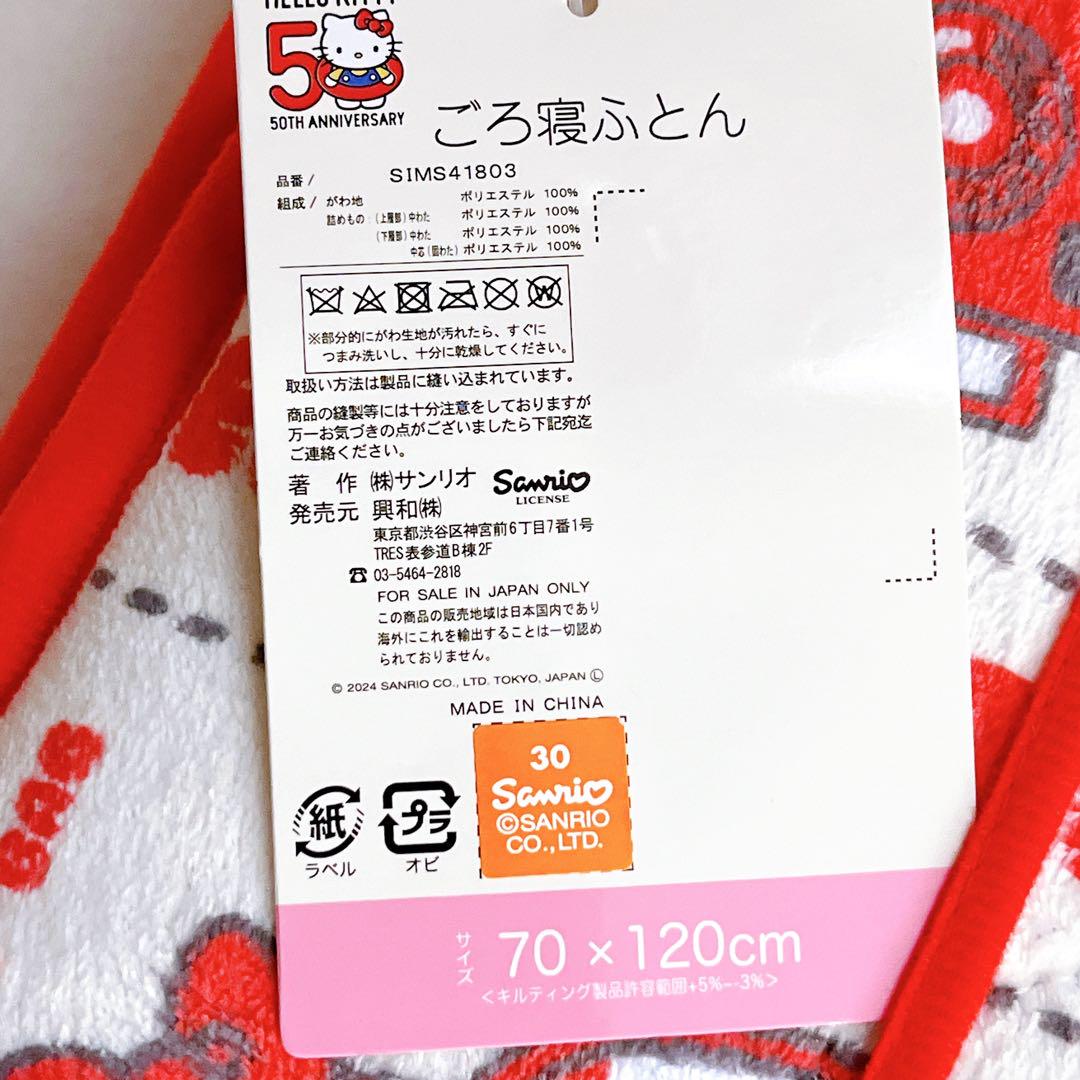 HELLO KITTY
50
50TH ANNIVERSARY
ごろ寝ふとん
品番/ SIMS41803
組成/ がわ地 ポリエステル 100%
詰めもの:(上層部)中わた ポリエステル 100%
(下層部)中わた ポリエステル 100%
中芯(固わた) ポリエステル 100%
W
※部分的にがわ生地が汚れたら、すぐに
つまみ洗いし、十分に乾燥してください。
取扱い方法は製品に縫い込まれています。
商品の縫製等には十分注意をしておりますが
万一お気づきの点がございましたら下記宛迄
ご連絡ください。
著 作 ㈱サンリオ Sanrio
LICENSE
発売元 興和㈱
東京都渋谷区神宮前6丁目7番1号
TRES表参道B棟2F
☎ 03-5464-2818
FOR SALE IN JAPAN ONLY
この商品の販売地域は日本国内であり
海外にこれを輸出することは一切認め
られておりません。
© 2024 SANRIO CO., LTD. TOKYO, JAPAN Ⓛ
MADE IN CHINA
30
Sanrio
©SANRIO
CO.,LTD.
紙
ラベル
プラ
オビ
サイズ 70×120cm
<キルティング製品許容範囲+5%~-3%>